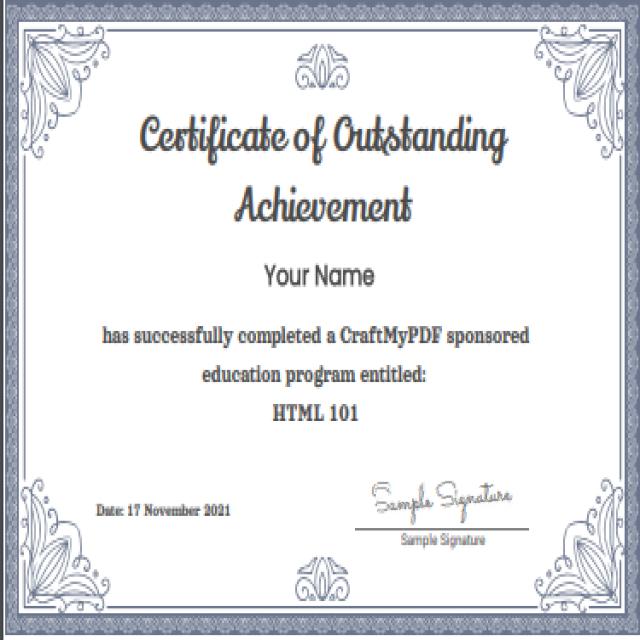 Certificate of Outstanding
Achievement
Your Name
has successfully completed a CraftMyPDF sponsored
education program entitled:
HTML 101
Sample Signature
Date: 17 November 2021
Sample Signature